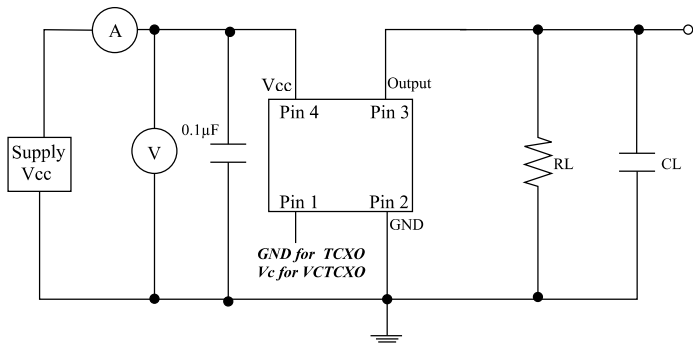 A
Vcc
Output
Pin 4
Pin 3
0.1µF
V
Supply
Vcc
RL
CL
Pin 1
Pin 2
GND
GND for TCXO
Vc for VCTCXO